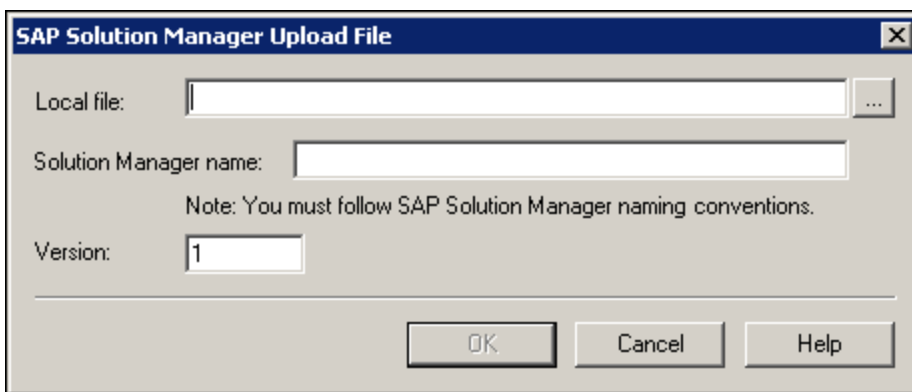 SAP Solution Manager Upload File
Local file:
...
Solution Manager name:
Note: You must follow SAP Solution Manager naming conventions.
Version: 1
OK Cancel Help